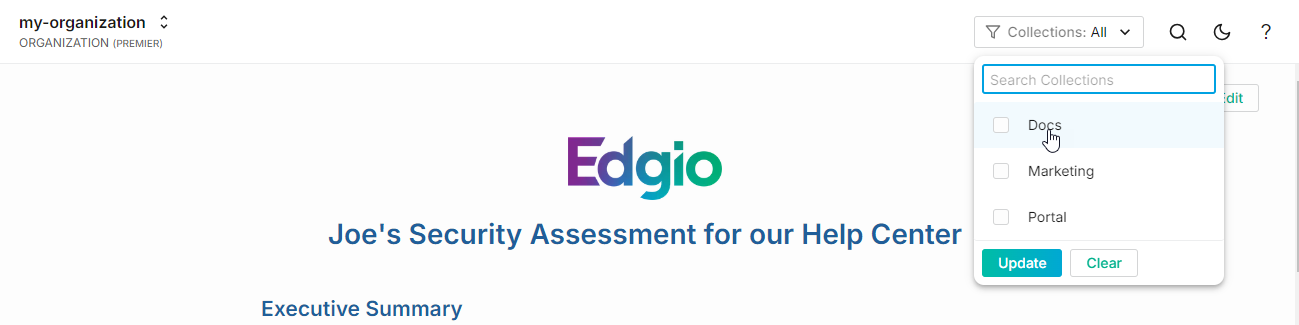 my-organization
ORGANIZATION (PREMIER)
Collections: All
?
Search Collections
Edit
Docs
Marketing
Portal
Update
Clear
Edgio
Joe's Security Assessment for our Help Center
Executive Summary